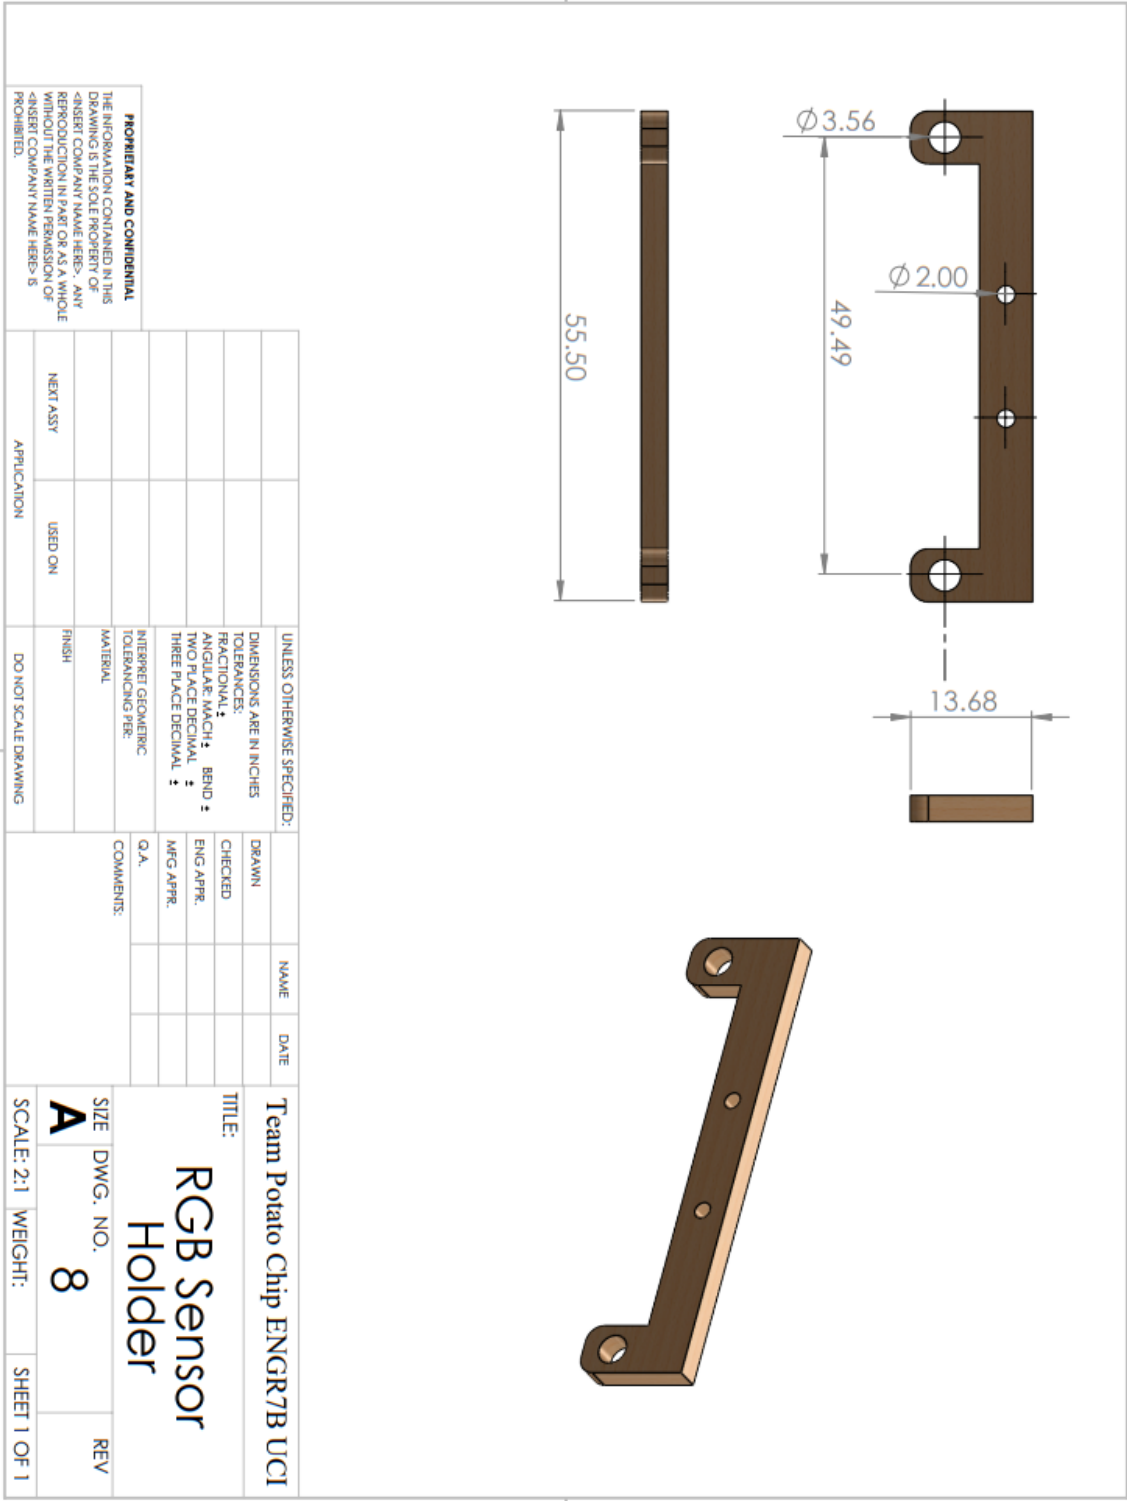 Ø3.56
Ø2.00
49.49
55.50
13.68
PROPRIETARY AND CONFIDENTIAL
THE INFORMATION CONTAINED IN THIS
DRAWING IS THE SOLE PROPERTY OF
<INSERT COMPANY NAME HERE>. ANY
REPRODUCTION IN PART OR AS A WHOLE
WITHOUT THE WRITTEN PERMISSION OF
<INSERT COMPANY NAME HERE> IS
PROHIBITED.
NEXT ASSY
USED ON
APPLICATION
UNLESS OTHERWISE SPECIFIED:
DIMENSIONS ARE IN INCHES
TOLERANCES:
FRACTIONAL ±
ANGULAR: MACH ± BEND ±
TWO PLACE DECIMAL ±
THREE PLACE DECIMAL ±
INTERPRET GEOMETRIC
TOLERANCING PER:
MATERIAL
FINISH
DO NOT SCALE DRAWING
NAME
DATE
DRAWN
CHECKED
ENG APPR.
MFG APPR.
Q.A.
COMMENTS:
Team Potato Chip ENGR7B UCI
TITLE:
RGB Sensor
Holder
SIZE
DWG. NO.
REV
A
8
SCALE: 2:1
WEIGHT:
SHEET 1 OF 1